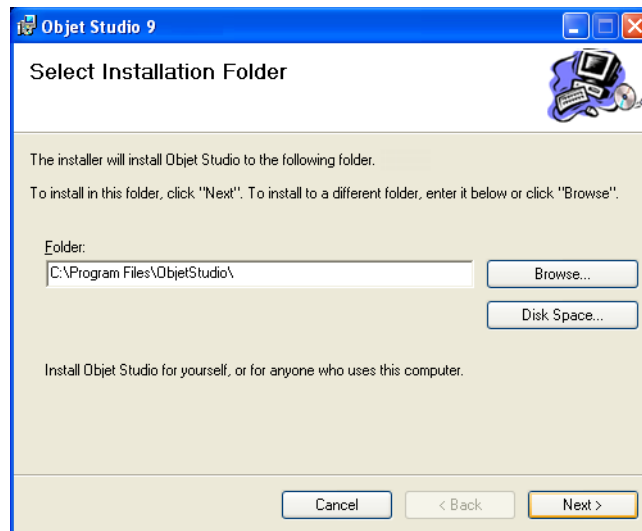 Objet Studio 9
Select Installation Folder
The installer will install Objet Studio to the following folder.
To install in this folder, click "Next". To install to a different folder, enter it below or click "Browse".
Folder:
C:\Program Files\ObjetStudio\
Browse...
Disk Space...
Install Objet Studio for yourself, or for anyone who uses this computer.
Cancel < Back Next >